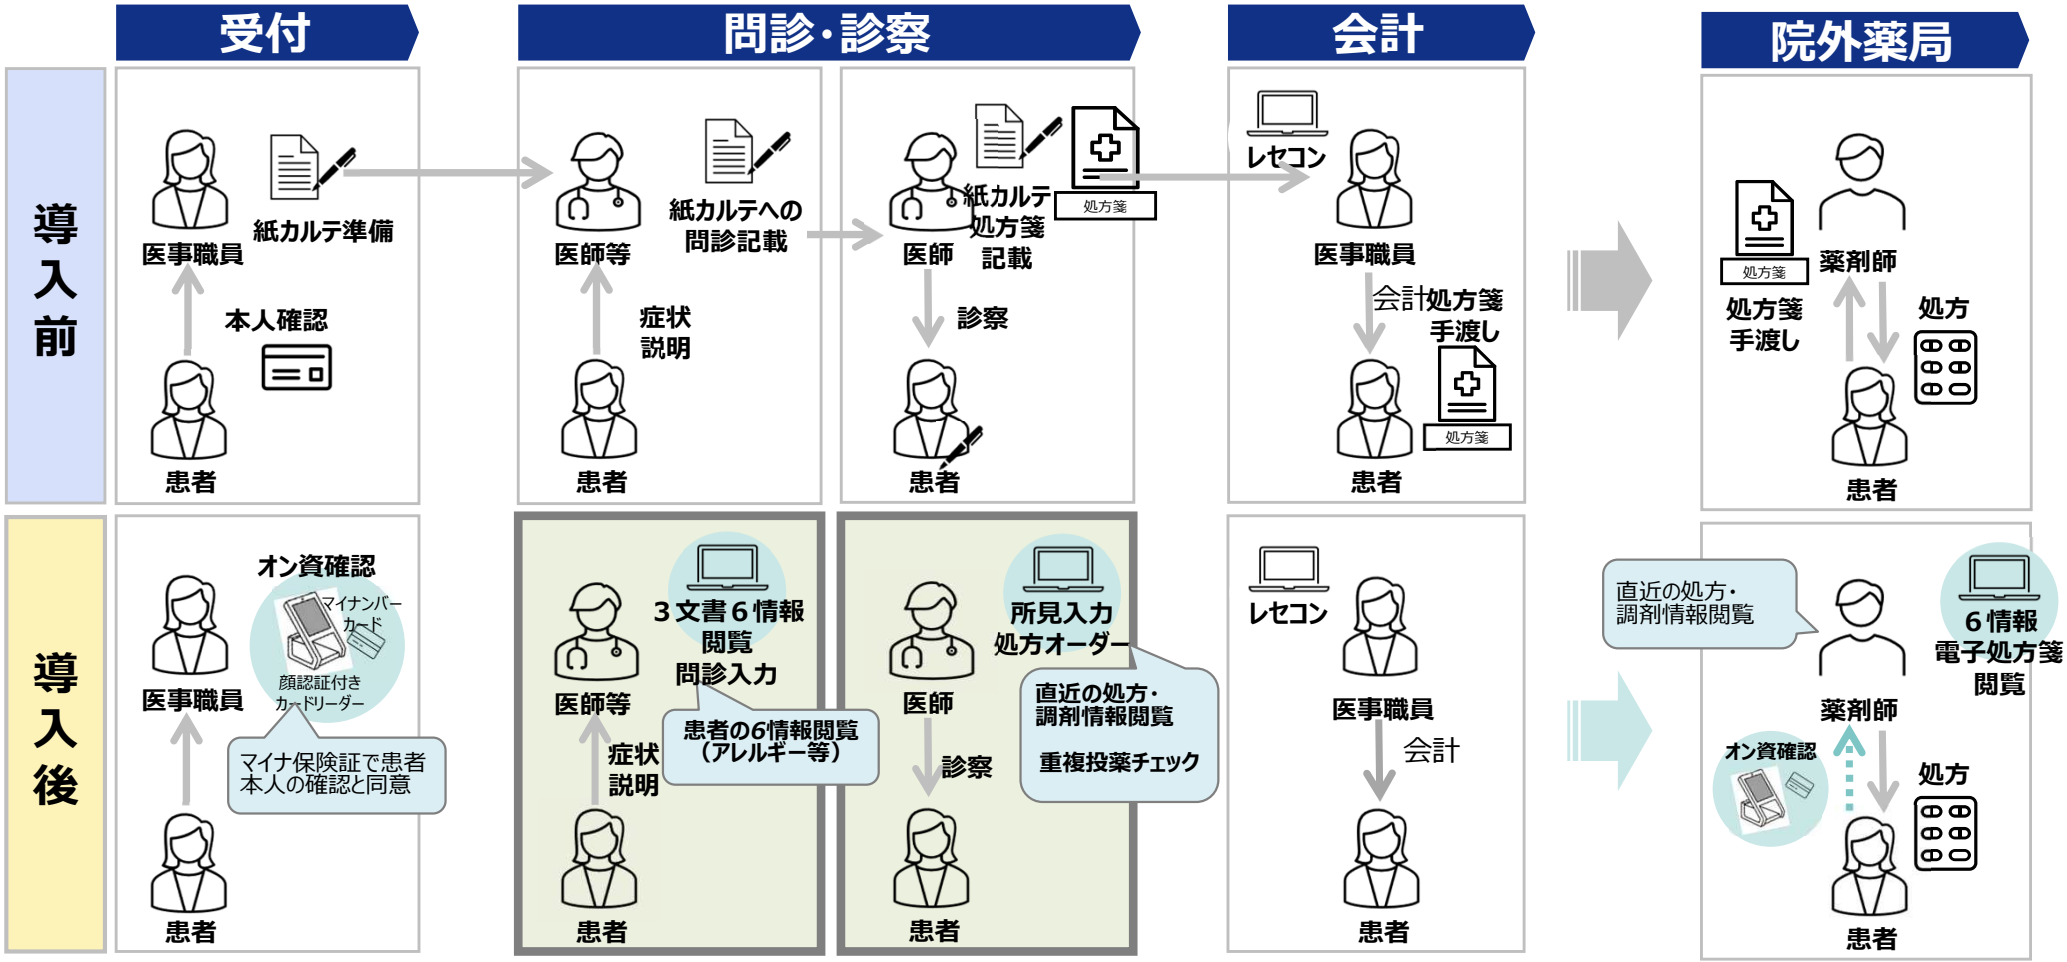 受付
問診・診察
会計
院外薬局
導入前
医事職員
紙カルテ準備
本人確認
患者
医師等
紙カルテへの
問診記載
症状
説明
患者
医師
紙カルテ
処方箋
記載
処方箋
診察
患者
レセコン
医事職員
会計
処方箋
手渡し
処方箋
患者
処方箋
薬剤師
処方箋
手渡し
処方
患者
導入後
オン資確認
マイナンバー
カード
顔認証付き
カードリーダー
医事職員
マイナ保険証で患者
本人の確認と同意
患者
3文書6情報
閲覧
問診入力
医師等
患者の6情報閲覧
（アレルギー等）
症状
説明
患者
所見入力
処方オーダー
医師
直近の処方・
調剤情報閲覧
重複投薬チェック
診察
患者
レセコン
医事職員
会計
患者
直近の処方・
調剤情報閲覧
6情報
電子処方箋
閲覧
薬剤師
オン資確認
処方
患者